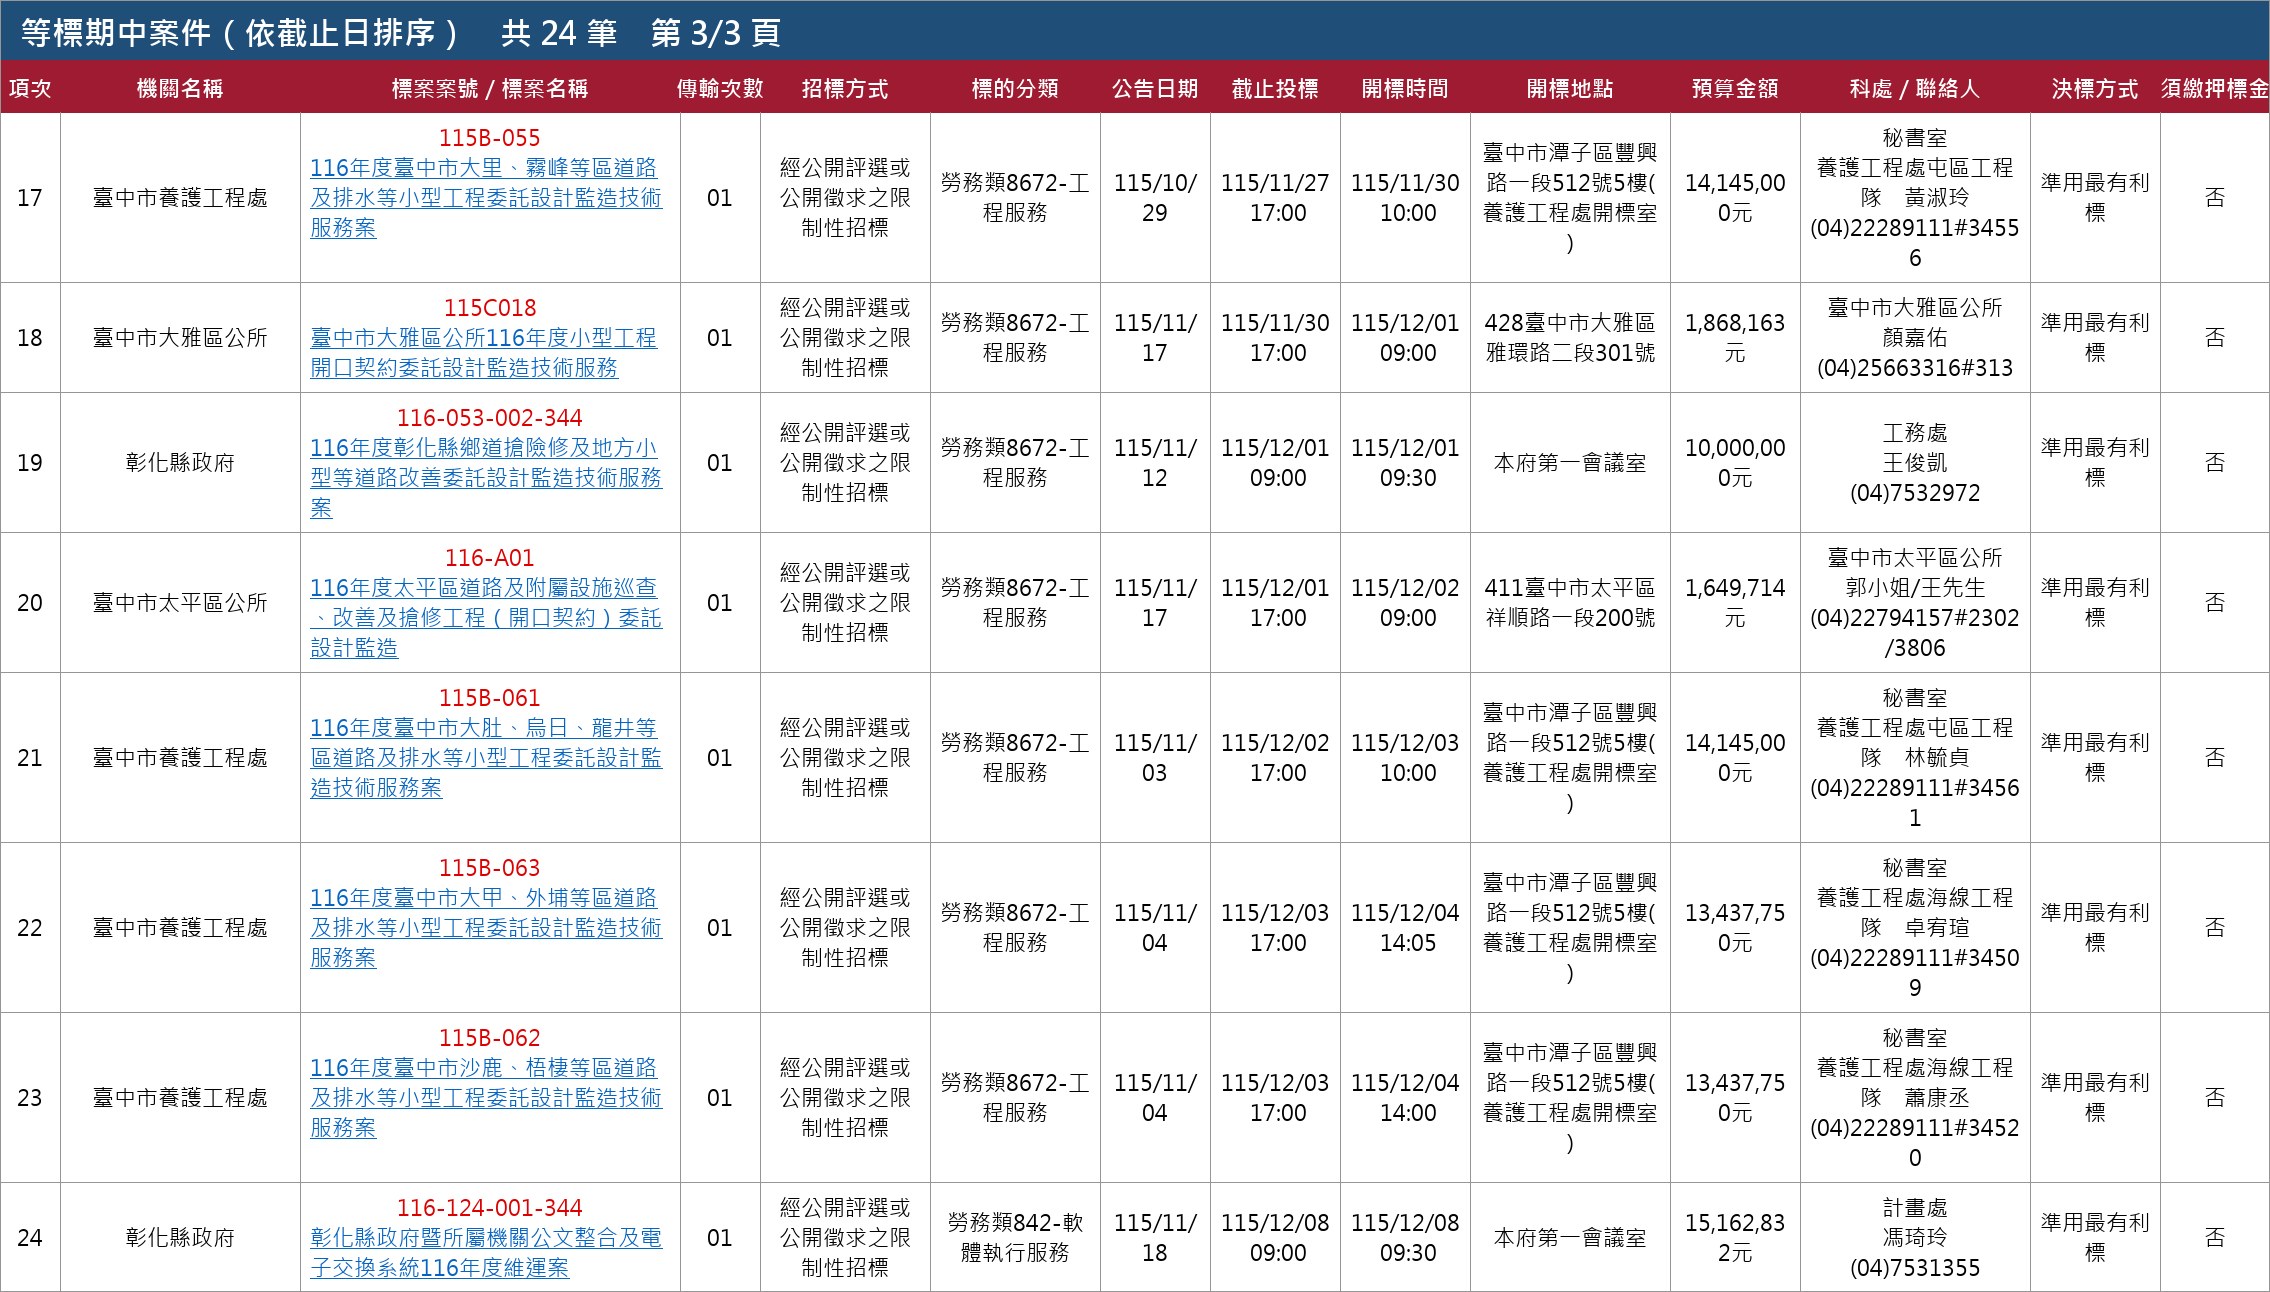 等標期中案件（依截止日排序）　共 24 筆　第 3/3 頁
項次 機關名稱 標案案號 / 標案名稱 傳輸次數 招標方式 標的分類 公告日期 截止投標 開標時間 開標地點 預算金額 科處 / 聯絡人 決標方式 須繳押標金
17
臺中市養護工程處
115B-055
116年度臺中市大里、霧峰等區道路
及排水等小型工程委託設計監造技術
服務案
01
經公開評選或
公開徵求之限
制性招標
勞務類8672-工
程服務
115/10/
29
115/11/27
17:00
115/11/30
10:00
臺中市潭子區豐興
路一段512號5樓(
養護工程處開標室
)
14,145,00
0元
秘書室
養護工程處屯區工程
隊　黃淑玲
(04)22289111#3455
6
準用最有利
標
否
18
臺中市大雅區公所
115C018
臺中市大雅區公所116年度小型工程
開口契約委託設計監造技術服務
01
經公開評選或
公開徵求之限
制性招標
勞務類8672-工
程服務
115/11/
17
115/11/30
17:00
115/12/01
09:00
428臺中市大雅區
雅環路二段301號
1,868,163
元
臺中市大雅區公所
顏嘉佑
(04)25663316#313
準用最有利
標
否
19
彰化縣政府
116-053-002-344
116年度彰化縣鄉道搶險修及地方小
型等道路改善委託設計監造技術服務
案
01
經公開評選或
公開徵求之限
制性招標
勞務類8672-工
程服務
115/11/
12
115/12/01
09:00
115/12/01
09:30
本府第一會議室
10,000,00
0元
工務處
王俊凱
(04)7532972
準用最有利
標
否
20
臺中市太平區公所
116-A01
116年度太平區道路及附屬設施巡查
、改善及搶修工程（開口契約）委託
設計監造
01
經公開評選或
公開徵求之限
制性招標
勞務類8672-工
程服務
115/11/
17
115/12/01
17:00
115/12/02
09:00
411臺中市太平區
祥順路一段200號
1,649,714
元
臺中市太平區公所
郭小姐/王先生
(04)22794157#2302
/3806
準用最有利
標
否
21
臺中市養護工程處
115B-061
116年度臺中市大肚、烏日、龍井等
區道路及排水等小型工程委託設計監
造技術服務案
01
經公開評選或
公開徵求之限
制性招標
勞務類8672-工
程服務
115/11/
03
115/12/02
17:00
115/12/03
10:00
臺中市潭子區豐興
路一段512號5樓(
養護工程處開標室
)
14,145,00
0元
秘書室
養護工程處屯區工程
隊　林毓貞
(04)22289111#3456
1
準用最有利
標
否
22
臺中市養護工程處
115B-063
116年度臺中市大甲、外埔等區道路
及排水等小型工程委託設計監造技術
服務案
01
經公開評選或
公開徵求之限
制性招標
勞務類8672-工
程服務
115/11/
04
115/12/03
17:00
115/12/04
14:05
臺中市潭子區豐興
路一段512號5樓(
養護工程處開標室
)
13,437,75
0元
秘書室
養護工程處海線工程
隊　卓宥瑄
(04)22289111#3450
9
準用最有利
標
否
23
臺中市養護工程處
115B-062
116年度臺中市沙鹿、梧棲等區道路
及排水等小型工程委託設計監造技術
服務案
01
經公開評選或
公開徵求之限
制性招標
勞務類8672-工
程服務
115/11/
04
115/12/03
17:00
115/12/04
14:00
臺中市潭子區豐興
路一段512號5樓(
養護工程處開標室
)
13,437,75
0元
秘書室
養護工程處海線工程
隊　蕭康丞
(04)22289111#3452
0
準用最有利
標
否
24
彰化縣政府
116-124-001-344
彰化縣政府暨所屬機關公文整合及電
子交換系統116年度維運案
01
經公開評選或
公開徵求之限
制性招標
勞務類842-軟
體執行服務
115/11/
18
115/12/08
09:00
115/12/08
09:30
本府第一會議室
15,162,83
2元
計畫處
馮琦玲
(04)7531355
準用最有利
標
否